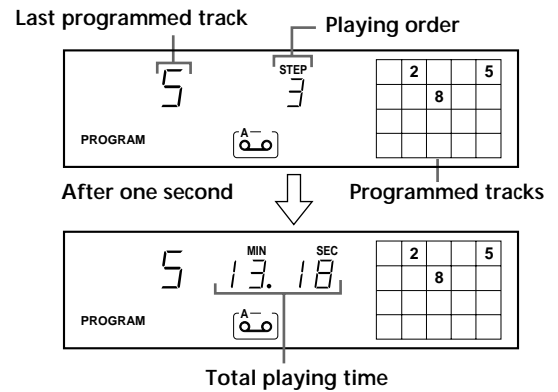 Last programmed track
Playing order
5 STEP 3
2 5
8
PROGRAM A
After one second
Programmed tracks
MIN SEC
5 13.18
2 5
8
PROGRAM A
Total playing time